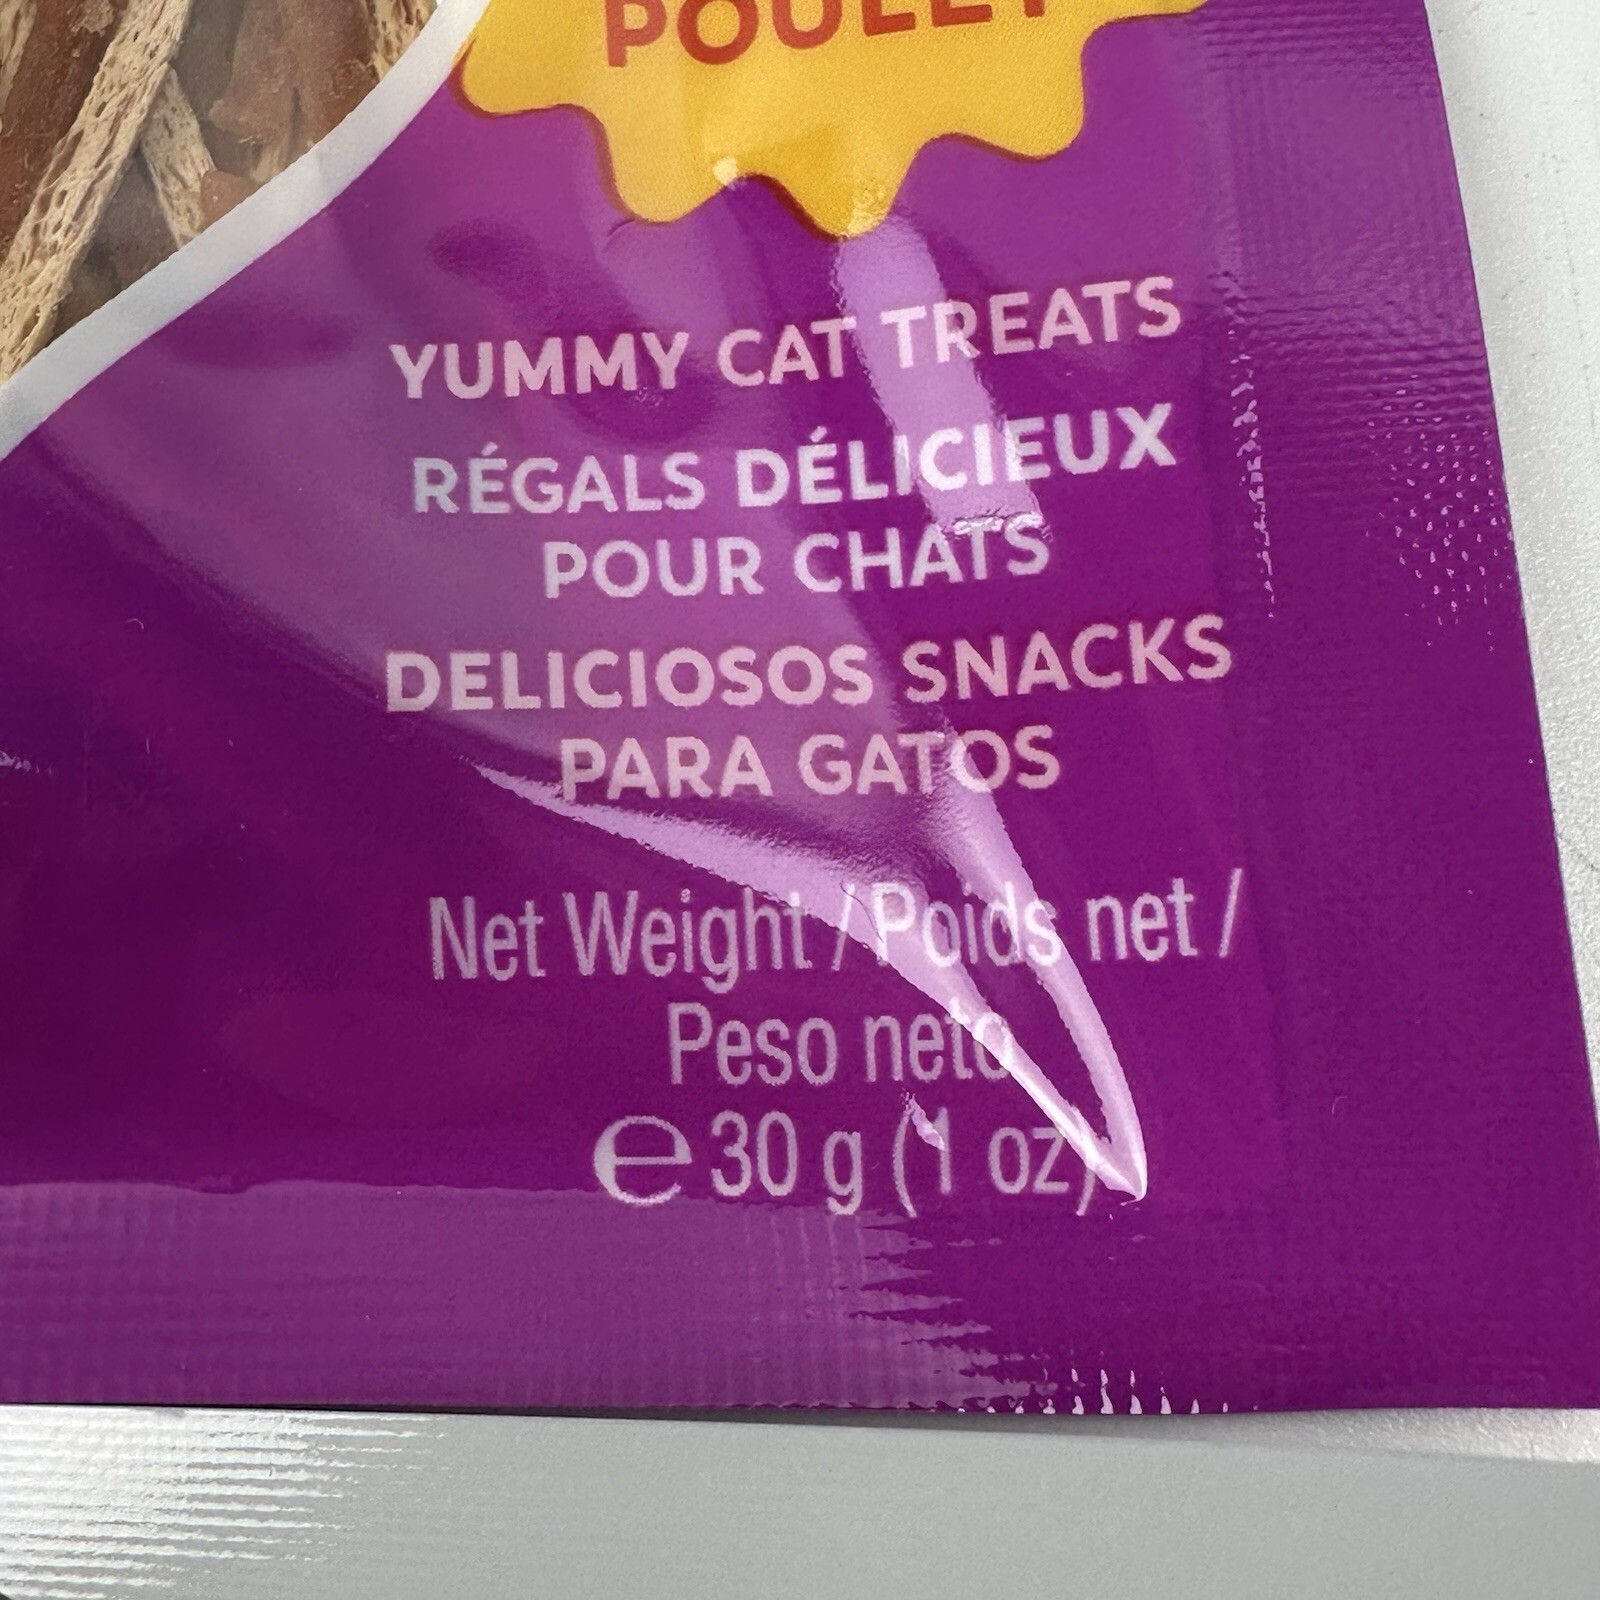 POULET
YUMMY CAT TREATS
RÉGALS DÉLICIEUX
POUR CHATS
DELICIOSOS SNACKS
PARA GATOS
Net Weight / Poids net /
Peso neto
℮ 30 g (1 oz)